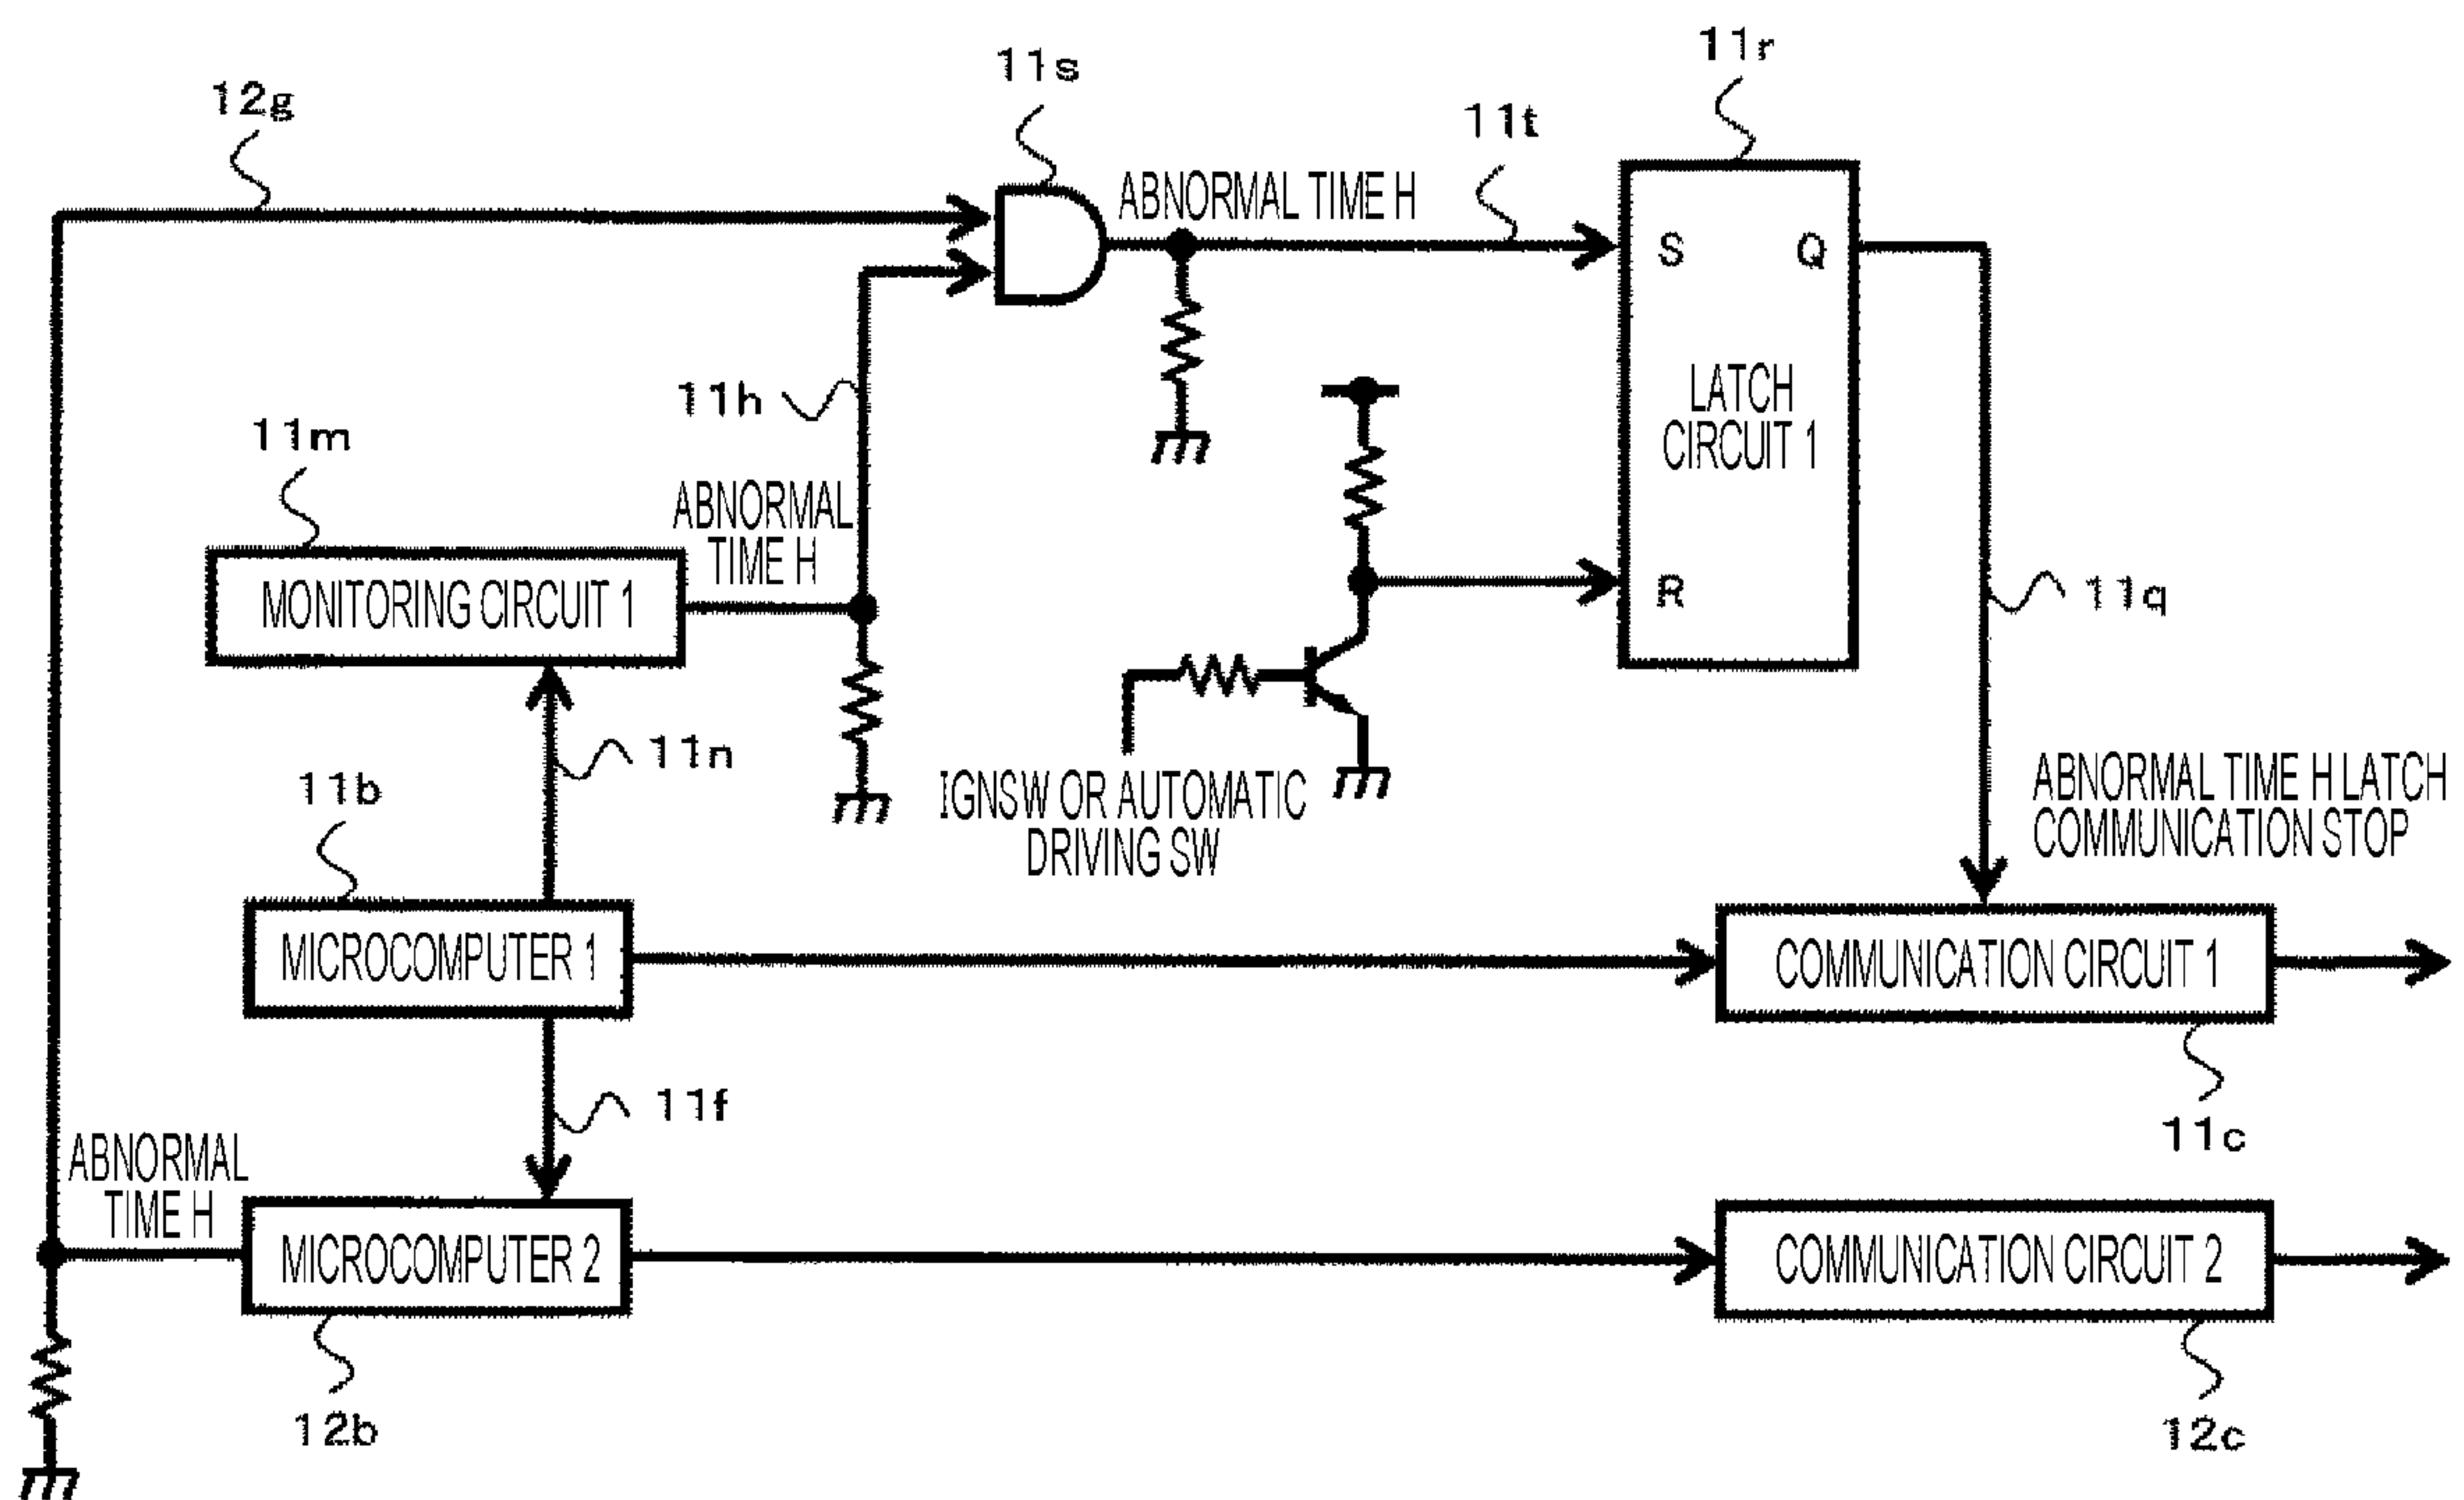 11r
11s
12g
11t
ABNORMAL TIME H
S
Q
11h
LATCH
CIRCUIT 1
11m
ABNORMAL
TIME H
MONITORING CIRCUIT 1
R
11q
11n
11b
IGNSW OR AUTOMATIC
DRIVING SW
ABNORMAL TIME H LATCH
COMMUNICATION STOP
MICROCOMPUTER 1
COMMUNICATION CIRCUIT 1
11f
11c
ABNORMAL
TIME H
MICROCOMPUTER 2
COMMUNICATION CIRCUIT 2
12b
12c